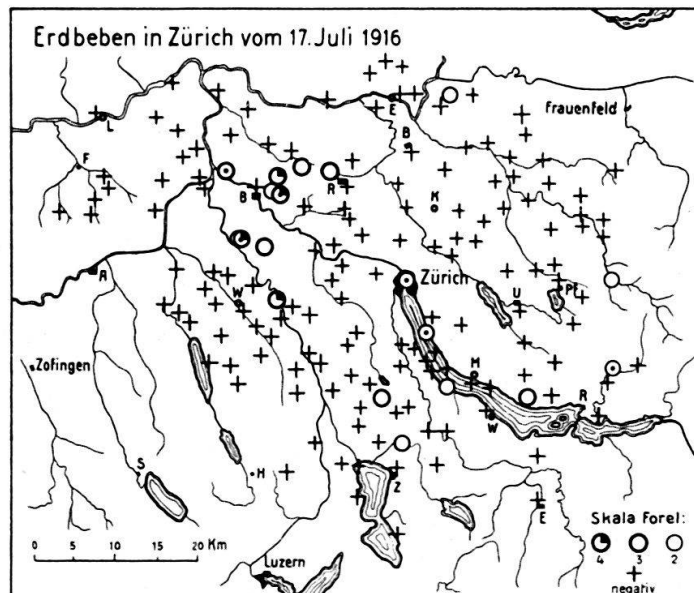 Erdbeben in Zürich vom 17. Juli 1916
E
Frauenfeld
L
B
F
R
K
B
Zürich
U
Pf
R
W
Zofingen
M
R
W
S
H
Z
E
Skala Forel:
4 3 2
negativ
0 5 10 15 20 Km
Luzern